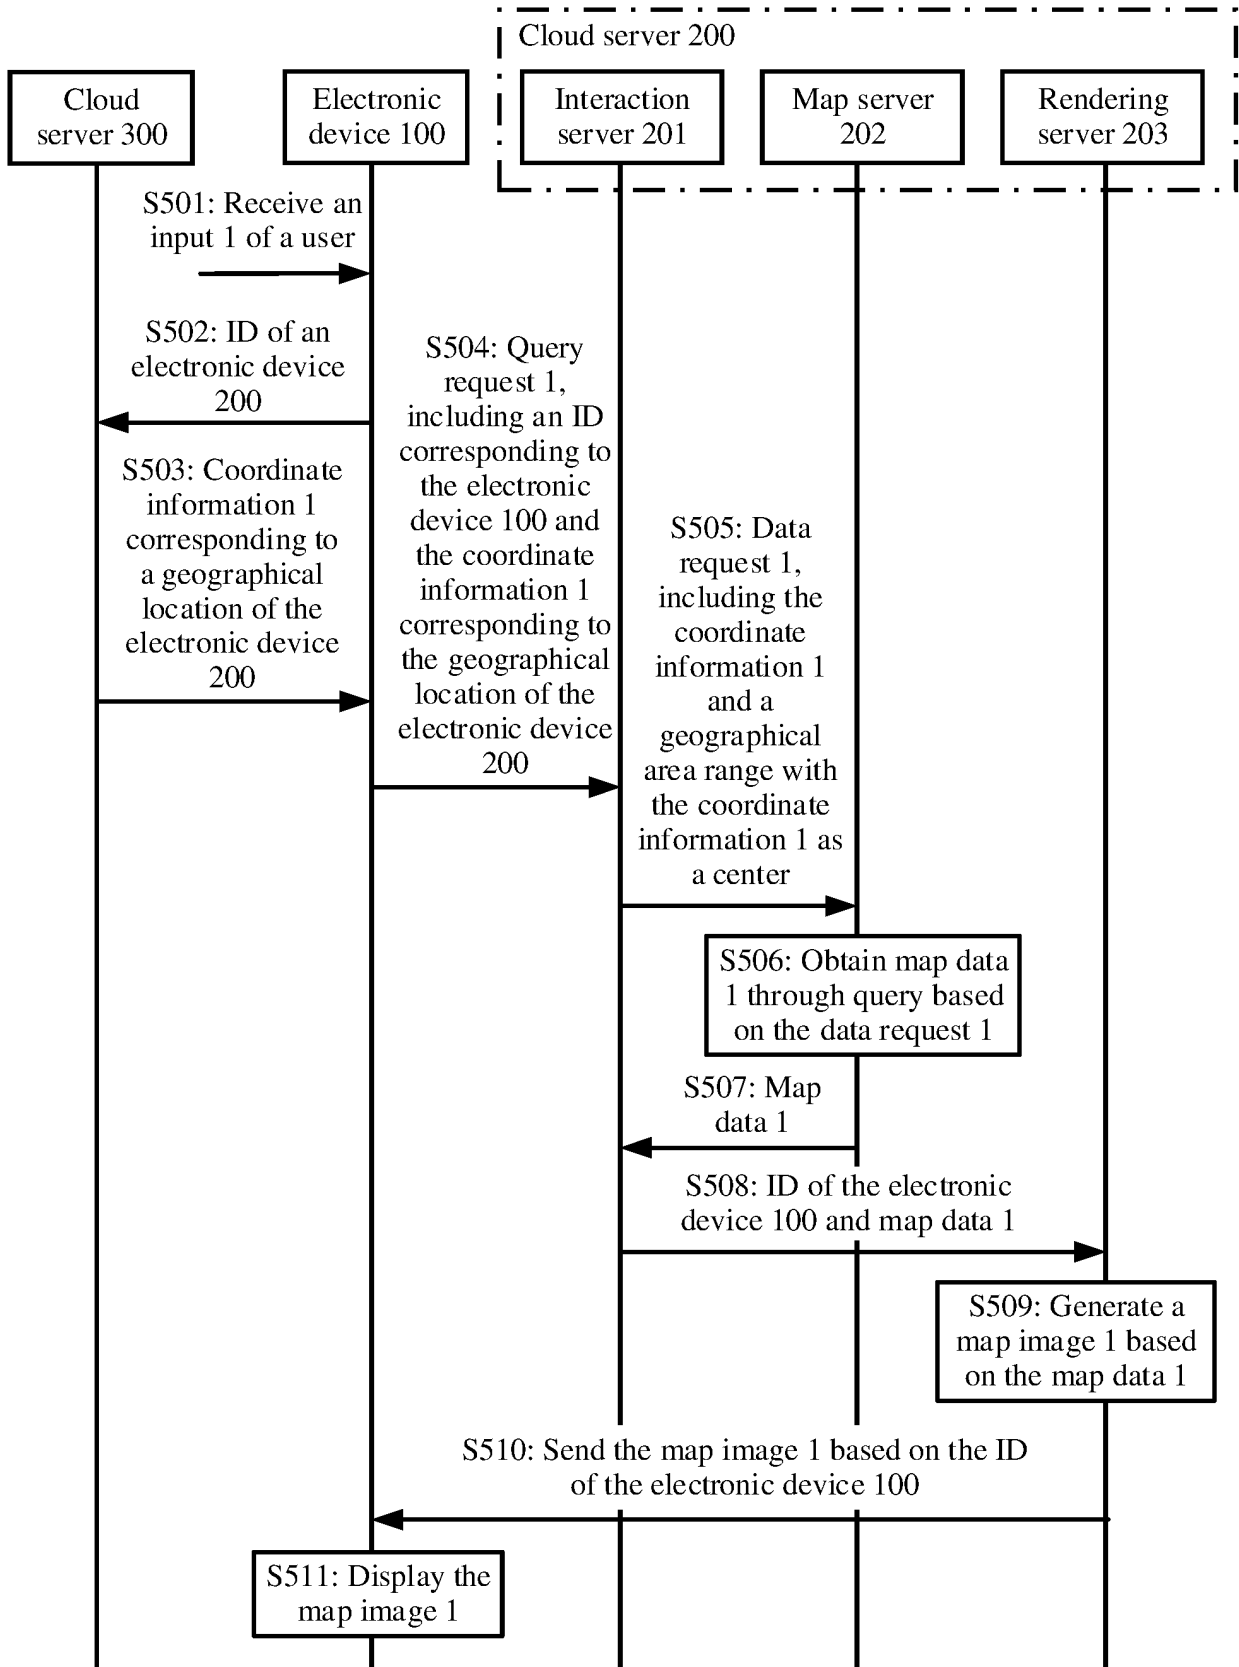 Cloud server 200
Cloud
server 300
Electronic
device 100
Interaction
server 201
Map server
202
Rendering
server 203
S501: Receive an
input 1 of a user
S502: ID of an
electronic device
200
S503: Coordinate
information 1
corresponding to
a geographical
location of the
electronic device
200
S504: Query
request 1,
including an ID
corresponding to
the electronic
device 100 and
the coordinate
information 1
corresponding to
the geographical
location of the
electronic device
200
S505: Data
request 1,
including the
coordinate
information 1
and a
geographical
area range with
the coordinate
information 1 as
a center
S506: Obtain map data
1 through query based
on the data request 1
S507: Map
data 1
S508: ID of the electronic
device 100 and map data 1
S509: Generate a
map image 1 based
on the map data 1
S510: Send the map image 1 based on the ID
of the electronic device 100
S511: Display the
map image 1